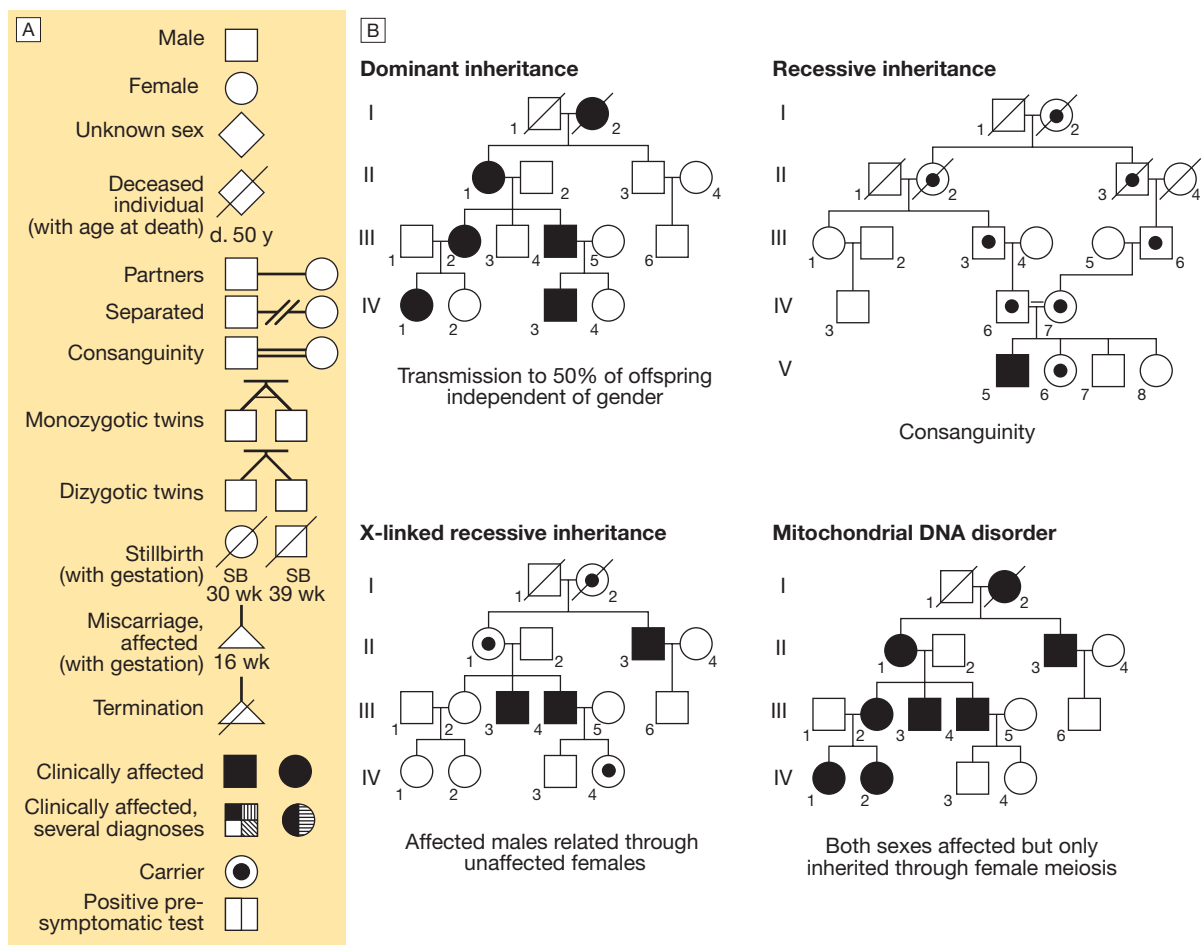 A
Male
Female
Unknown sex
Deceased
individual
(with age at death)
d. 50 y
Partners
Separated
Consanguinity
Monozygotic twins
Dizygotic twins
Stillbirth
(with gestation)
SB SB
30 wk 39 wk
Miscarriage,
affected
(with gestation)
16 wk
Termination
Clinically affected
Clinically affected,
several diagnoses
Carrier
Positive pre-
symptomatic test
B
Dominant inheritance
I
1 2
II
1 2 3 4
III
1 2 3 4 5 6
IV
1 2 3 4
Transmission to 50% of offspring
independent of gender
Recessive inheritance
I
1 2
II
1 2 3 4
III
1 2 3 4 5 6
IV
3 6 7
V
5 6 7 8
Consanguinity
X-linked recessive inheritance
I
1 2
II
1 2 3 4
III
1 2 3 4 5 6
IV
1 2 3 4
Affected males related through
unaffected females
Mitochondrial DNA disorder
I
1 2
II
1 2 3 4
III
1 2 3 4 5 6
IV
1 2 3 4
Both sexes affected but only
inherited through female meiosis